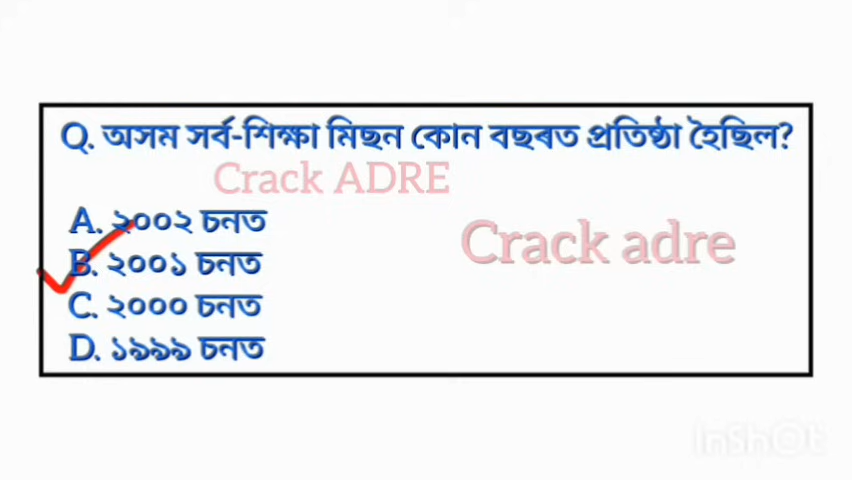 Q. অসম সৰ্ব-শিক্ষা মিছন কোন বছৰত প্ৰতিষ্ঠা হৈছিল?
Crack ADRE
A. ২০০২ চনত
Crack adre
B. ২০০১ চনত
C. ২০০০ চনত
D. ১৯৯৯ চনত
InShOt